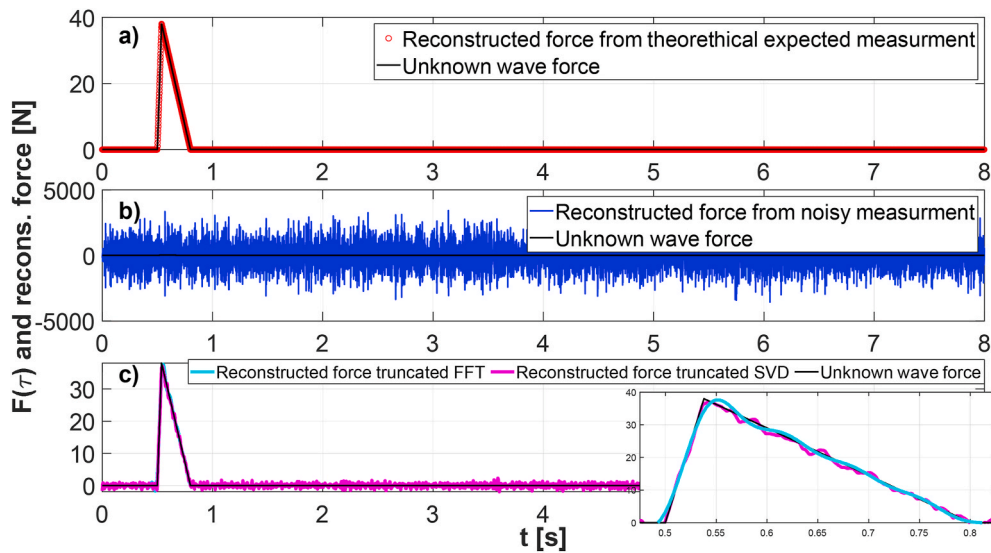 F(τ) and recons. force [N]
a)
Reconstructed force from theorethical expected measurment
Unknown wave force
40
20
0
0 1 2 3 4 5 6 7 8
b)
Reconstructed force from noisy measurment
Unknown wave force
5000
0
-5000
0 1 2 3 4 5 6 7 8
c)
Reconstructed force truncated FFT Reconstructed force truncated SVD Unknown wave force
30
20
10
0
0 1 2 3 4
40
30
20
10
0
0.5 0.55 0.6 0.65 0.7 0.75 0.8
t [s]